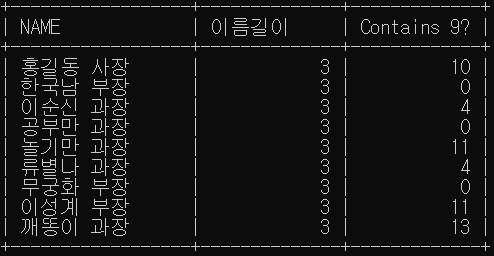 NAME 이름길이 Contains 9?
홍길동 사장 3 10
한국남 부장 3 0
이순신 과장 3 4
공부만 과장 3 0
놀기만 과장 3 11
류별나 과장 3 4
무궁화 부장 3 0
이성계 부장 3 11
깨똥이 과장 3 13